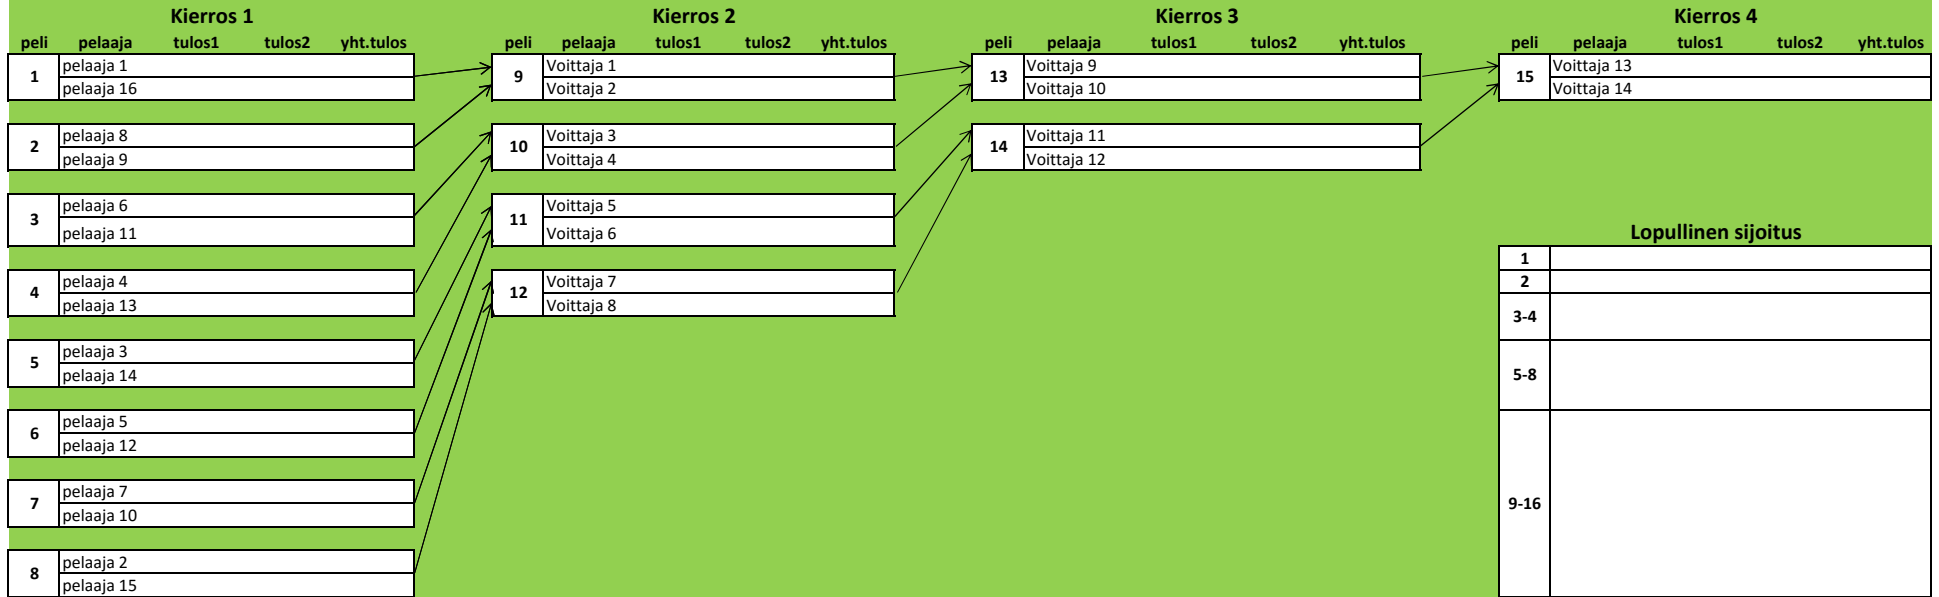 Kierros 1
peli pelaaja tulos1 tulos2 yht.tulos
1
pelaaja 1
pelaaja 16
2
pelaaja 8
pelaaja 9
3
pelaaja 6
pelaaja 11
4
pelaaja 4
pelaaja 13
5
pelaaja 3
pelaaja 14
6
pelaaja 5
pelaaja 12
7
pelaaja 7
pelaaja 10
8
pelaaja 2
pelaaja 15
Kierros 2
peli pelaaja tulos1 tulos2 yht.tulos
9
Voittaja 1
Voittaja 2
10
Voittaja 3
Voittaja 4
11
Voittaja 5
Voittaja 6
12
Voittaja 7
Voittaja 8
Kierros 3
peli pelaaja tulos1 tulos2 yht.tulos
13
Voittaja 9
Voittaja 10
14
Voittaja 11
Voittaja 12
Kierros 4
peli pelaaja tulos1 tulos2 yht.tulos
15
Voittaja 13
Voittaja 14
Lopullinen sijoitus
1
2
3-4
5-8
9-16